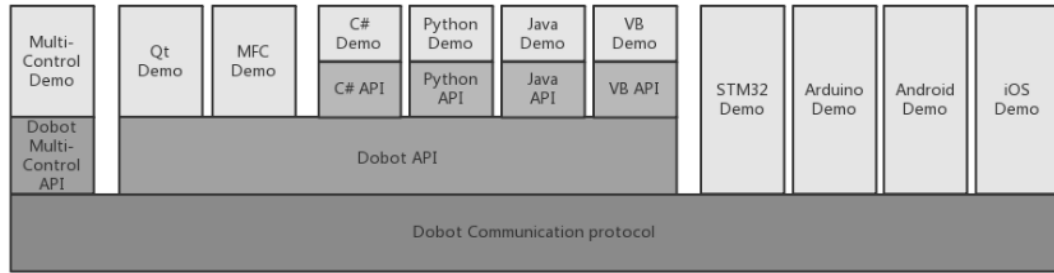 Multi-
Control
Demo
Dobot
Multi-
Control
API
Qt
Demo
MFC
Demo
C#
Demo
C# API
Python
Demo
Python
API
Java
Demo
Java
API
VB
Demo
VB API
Dobot API
STM32
Demo
Arduino
Demo
Android
Demo
iOS
Demo
Dobot Communication protocol